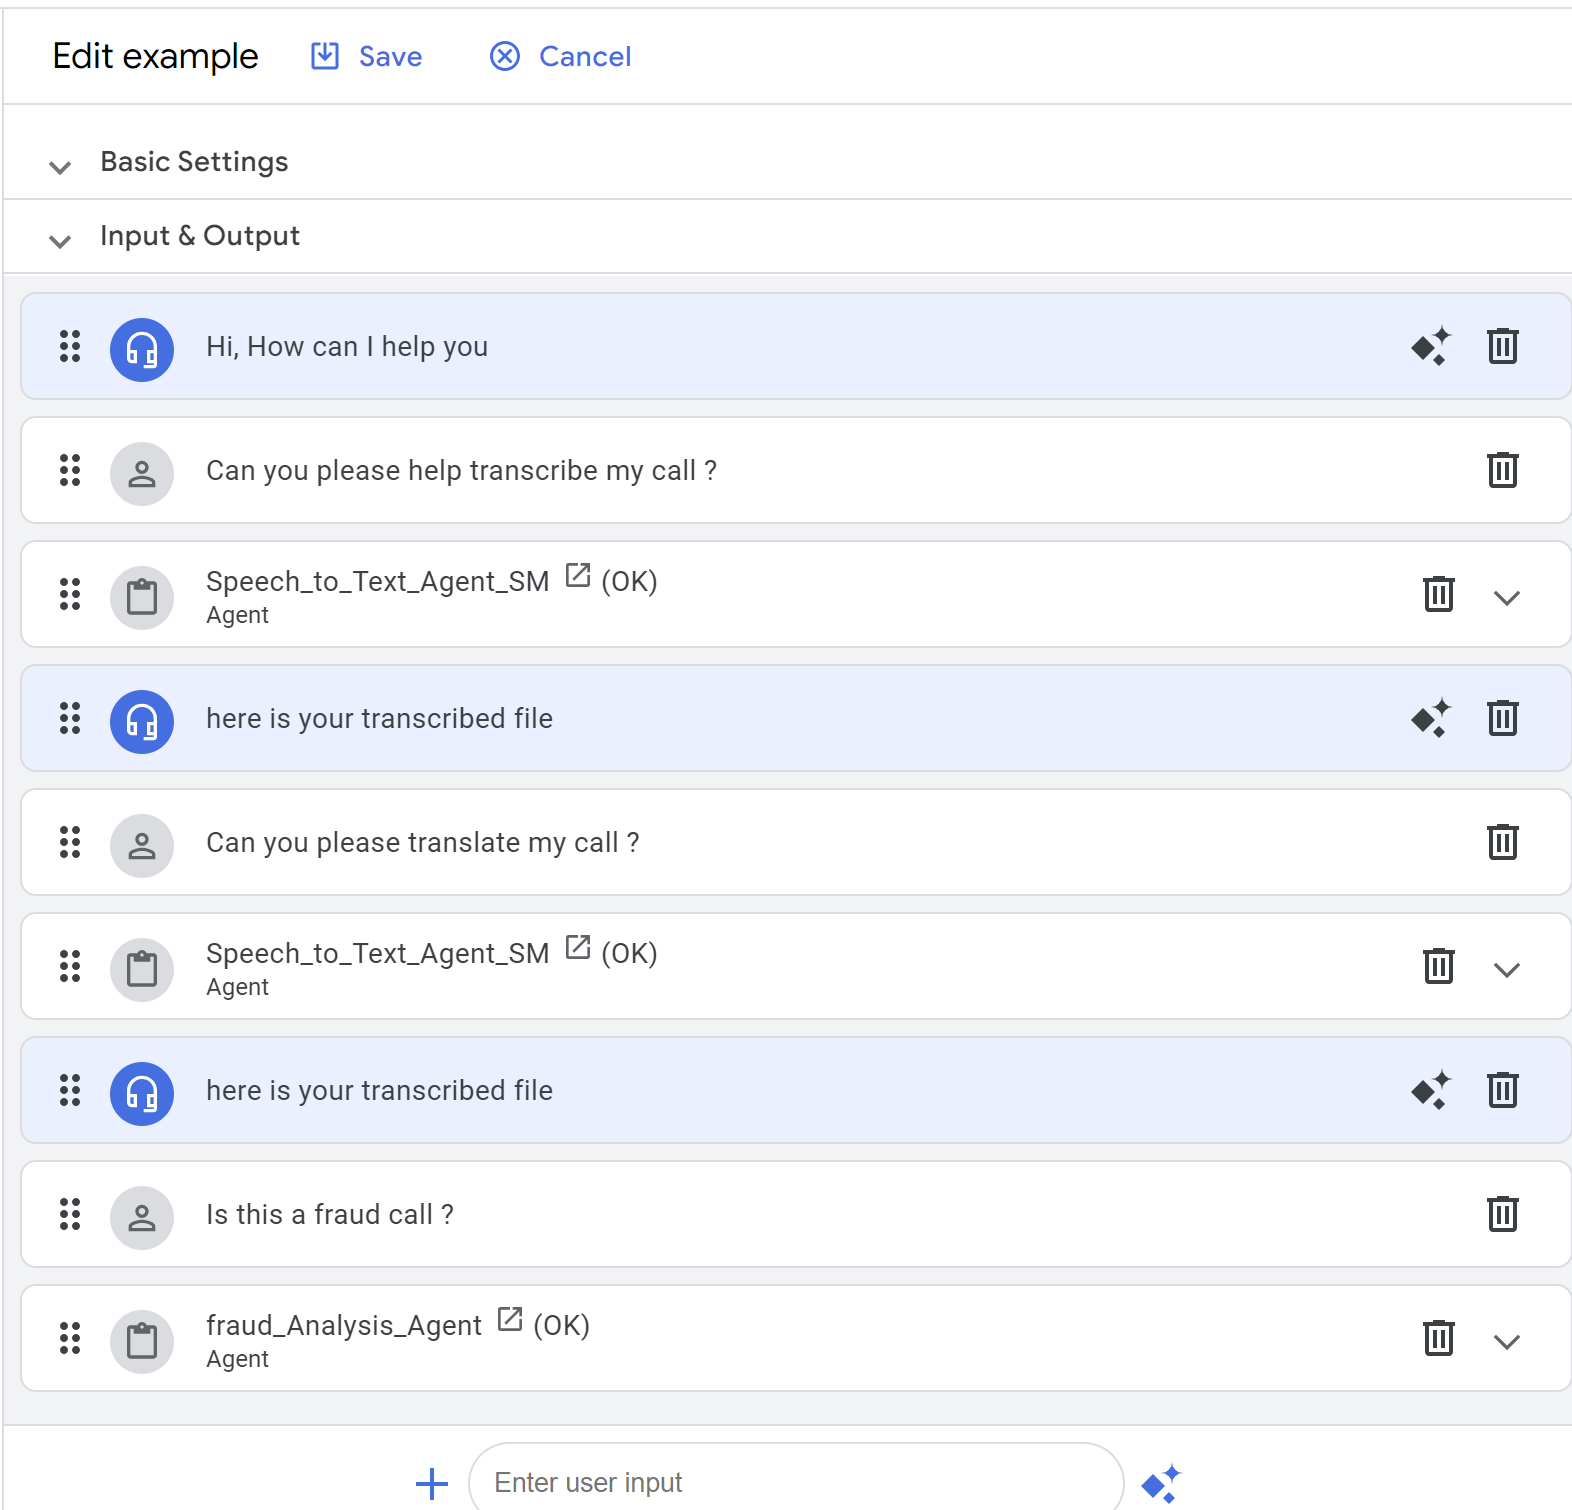 Edit example Save Cancel
Basic Settings
Input & Output
Hi, How can I help you
Can you please help transcribe my call ?
Speech_to_Text_Agent_SM (OK)
Agent
here is your transcribed file
Can you please translate my call ?
Speech_to_Text_Agent_SM (OK)
Agent
here is your transcribed file
Is this a fraud call ?
fraud_Analysis_Agent (OK)
Agent
Enter user input